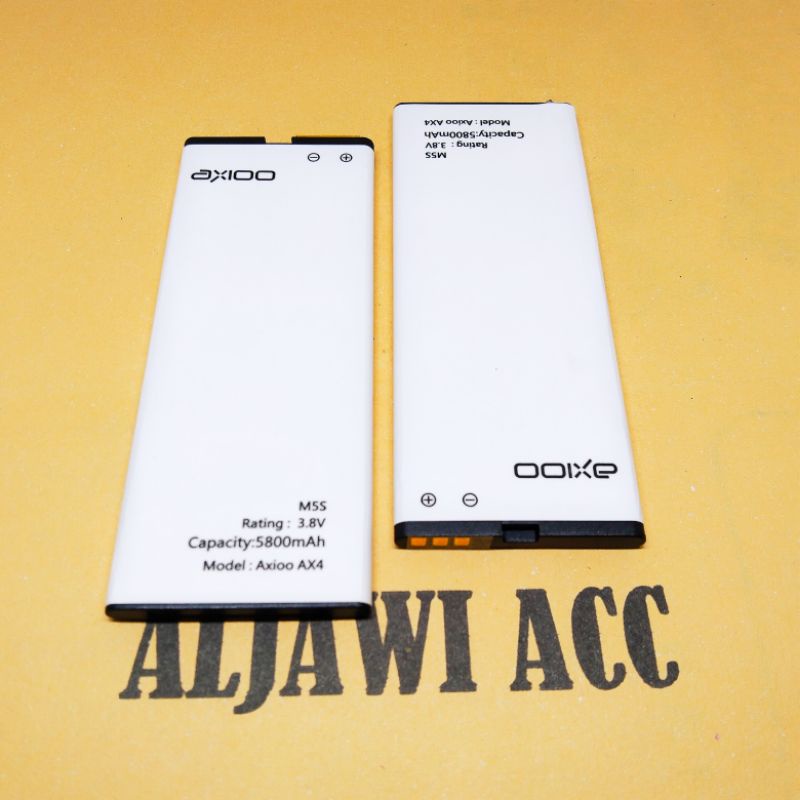 axioo
M5S
Rating : 3.8V
Capacity:5800mAh
Model : Axioo AX4
Model : Axioo AX4
Capacity:5800mAh
Rating : 3.8V
M5S
axioo
ALJAWI ACC